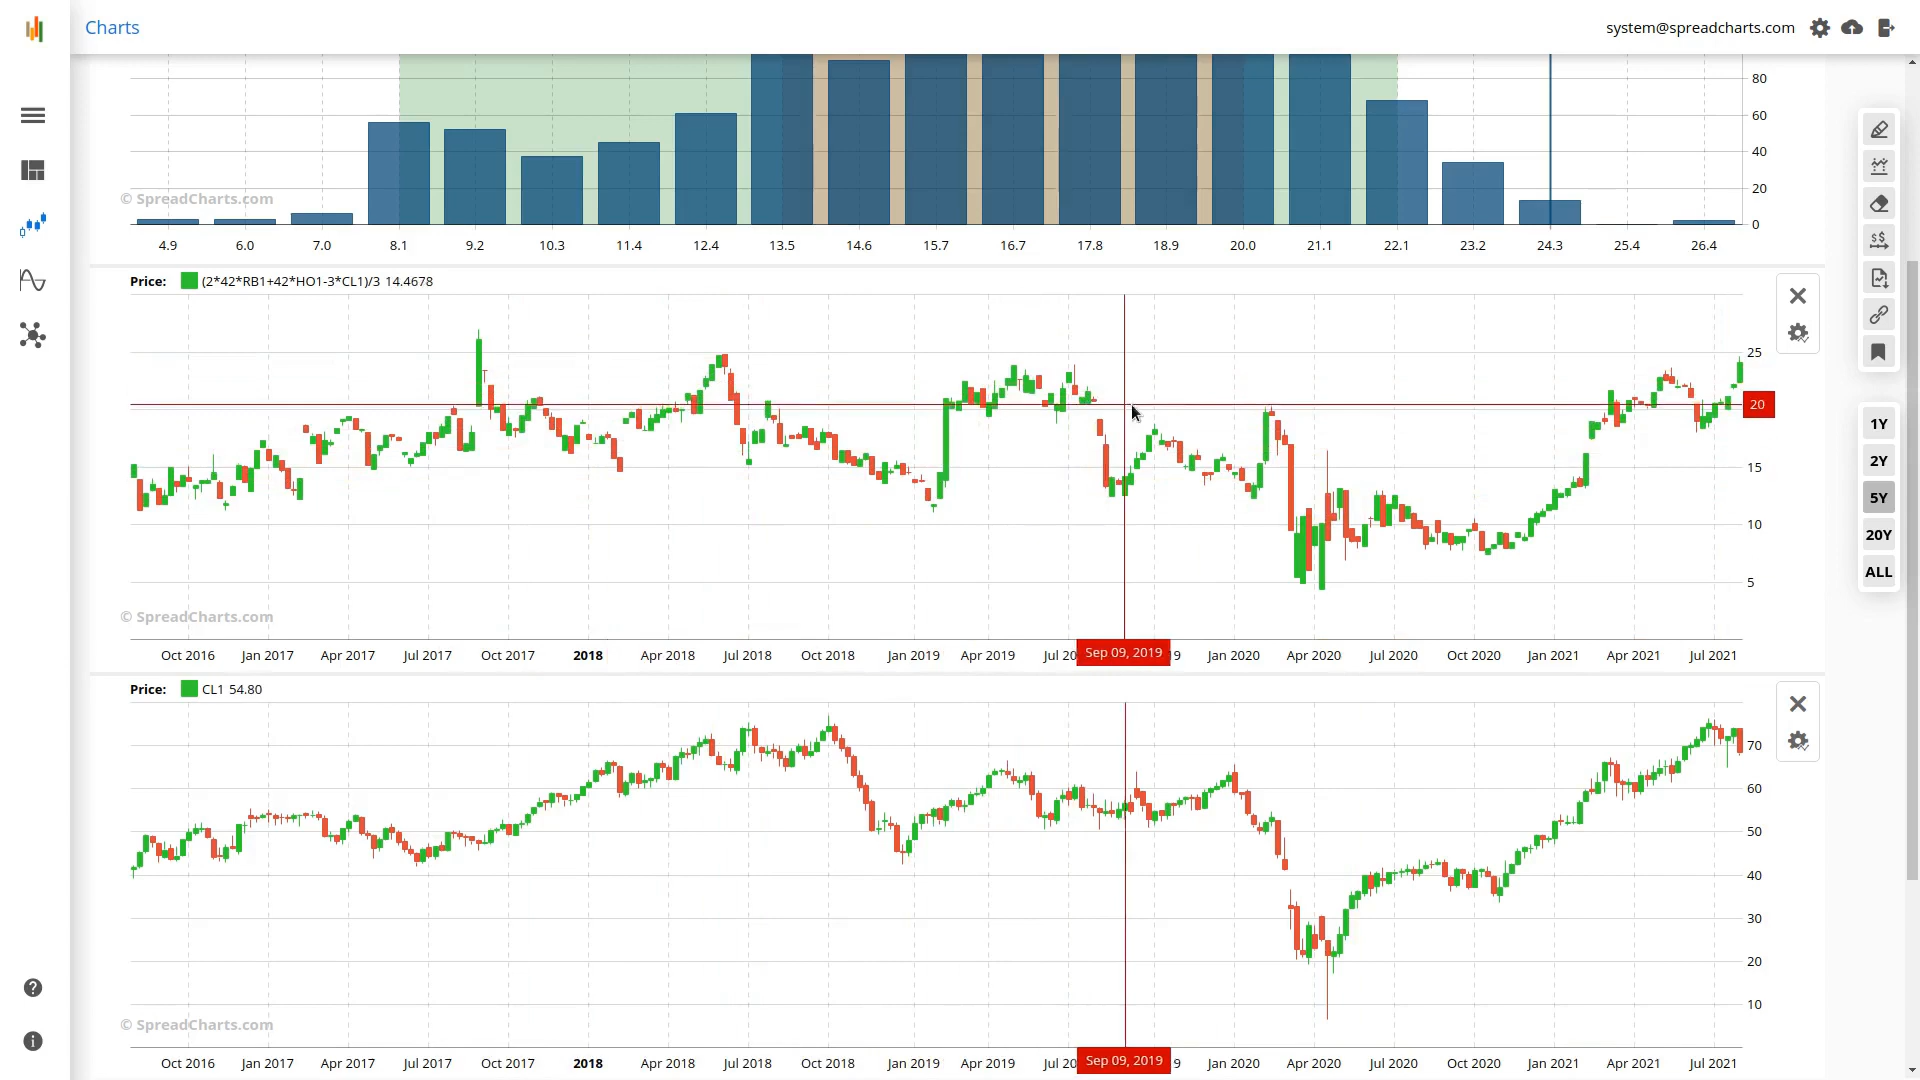 Charts
system@spreadcharts.com
80
60
40
20
0
© SpreadCharts.com
4.9 6.0 7.0 8.1 9.2 10.3 11.4 12.4 13.5 14.6 15.7 16.7 17.8 18.9 20.0 21.1 22.1 23.2 24.3 25.4 26.4
Price: (2*42*RB1+42*HO1-3*CL1)/3 14.4678
25
20
15
10
5
© SpreadCharts.com
Oct 2016 Jan 2017 Apr 2017 Jul 2017 Oct 2017 2018 Apr 2018 Jul 2018 Oct 2018 Jan 2019 Apr 2019 Jul 20 Sep 09, 2019 9 Jan 2020 Apr 2020 Jul 2020 Oct 2020 Jan 2021 Apr 2021 Jul 2021
Price: CL1 54.80
70
60
50
40
30
20
10
© SpreadCharts.com
Oct 2016 Jan 2017 Apr 2017 Jul 2017 Oct 2017 2018 Apr 2018 Jul 2018 Oct 2018 Jan 2019 Apr 2019 Jul 20 Sep 09, 2019 9 Jan 2020 Apr 2020 Jul 2020 Oct 2020 Jan 2021 Apr 2021 Jul 2021
1Y
2Y
5Y
20Y
ALL